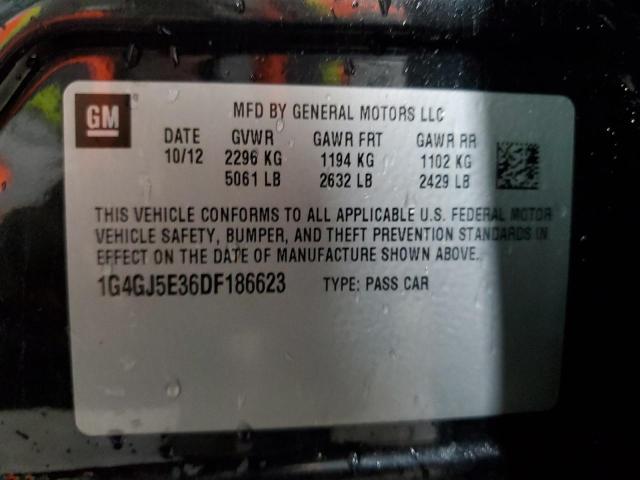 GM
MFD BY GENERAL MOTORS LLC
DATE GVWR GAWR FRT GAWR RR
10/12 2296 KG 1194 KG 1102 KG
5061 LB 2632 LB 2429 LB
THIS VEHICLE CONFORMS TO ALL APPLICABLE U.S. FEDERAL MOTOR
VEHICLE SAFETY, BUMPER, AND THEFT PREVENTION STANDARDS IN
EFFECT ON THE DATE OF MANUFACTURE SHOWN ABOVE.
1G4GJ5E36DF186623 TYPE: PASS CAR